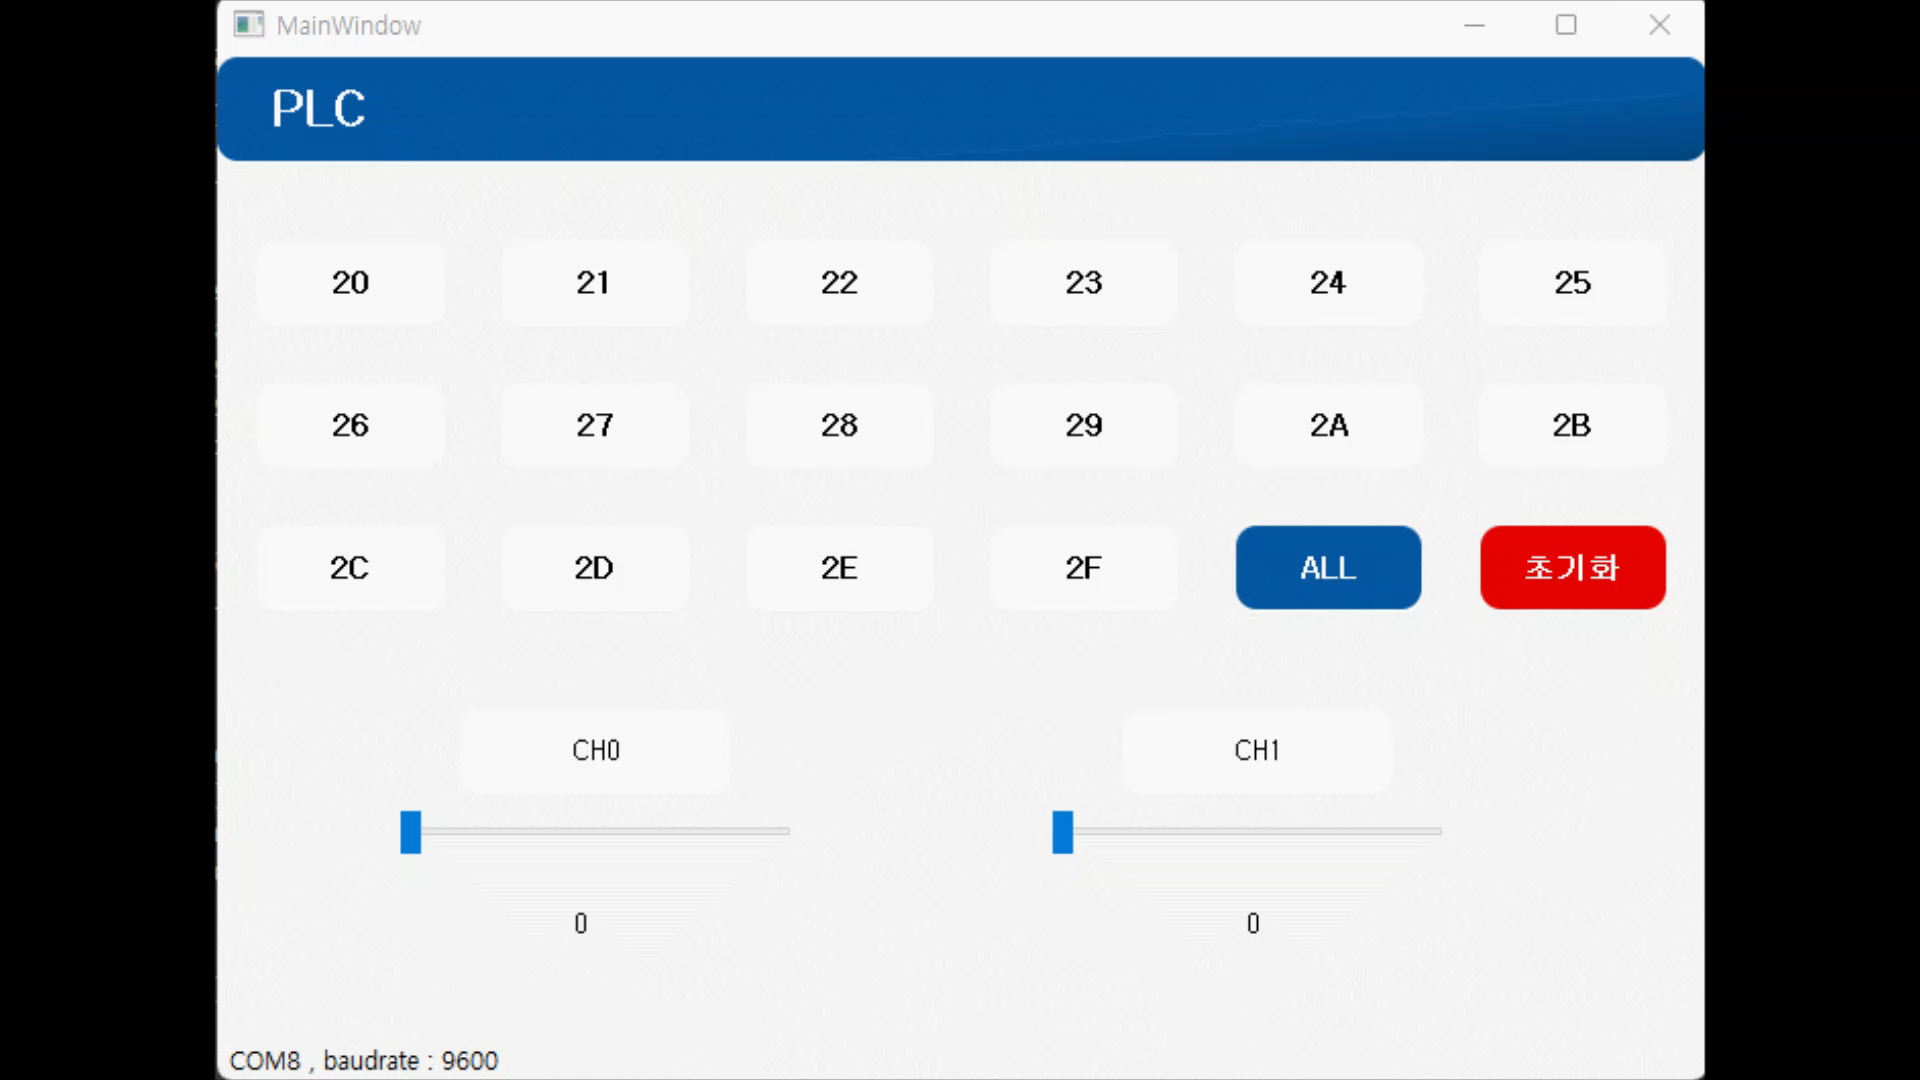 MainWindow
PLC
20 21 22 23 24 25
26 27 28 29 2A 2B
2C 2D 2E 2F ALL 초기화
CH0 CH1
0 0
COM8 , baudrate : 9600